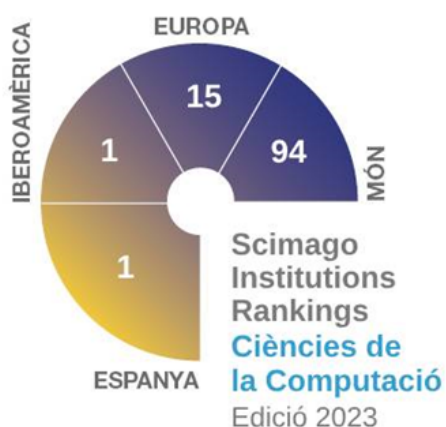 EUROPA
IBEROAMÈRICA
15
1
94
MÓN
1
Scimago
Institutions
Rankings
Ciències de
la Computació
Edició 2023
ESPANYA